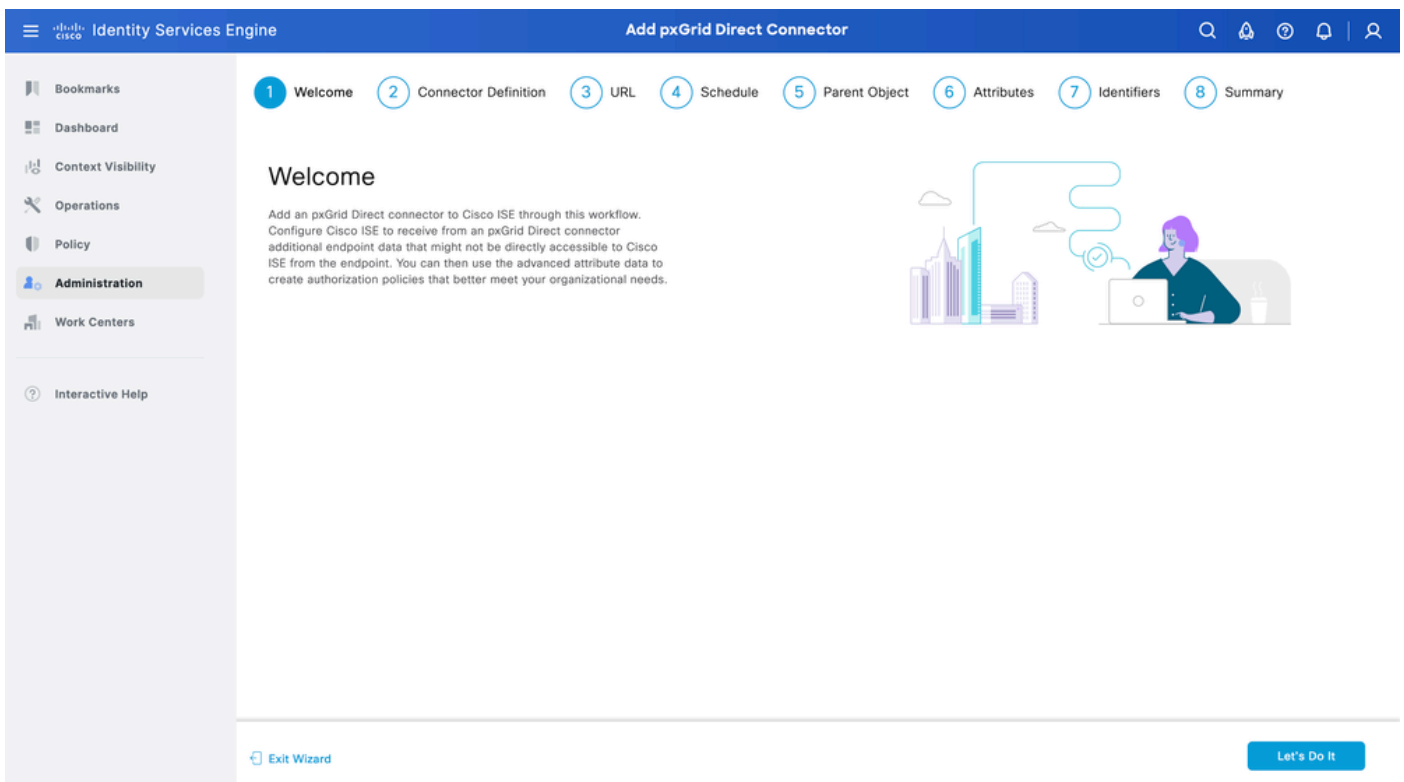 cisco Identity Services Engine
Add pxGrid Direct Connector
Bookmarks
Dashboard
Context Visibility
Operations
Policy
Administration
Work Centers
Interactive Help
1 Welcome 2 Connector Definition 3 URL 4 Schedule 5 Parent Object 6 Attributes 7 Identifiers 8 Summary
Welcome
Add an pxGrid Direct connector to Cisco ISE through this workflow.
Configure Cisco ISE to receive from an pxGrid Direct connector
additional endpoint data that might not be directly accessible to Cisco
ISE from the endpoint. You can then use the advanced attribute data to
create authorization policies that better meet your organizational needs.
Exit Wizard
Let's Do It